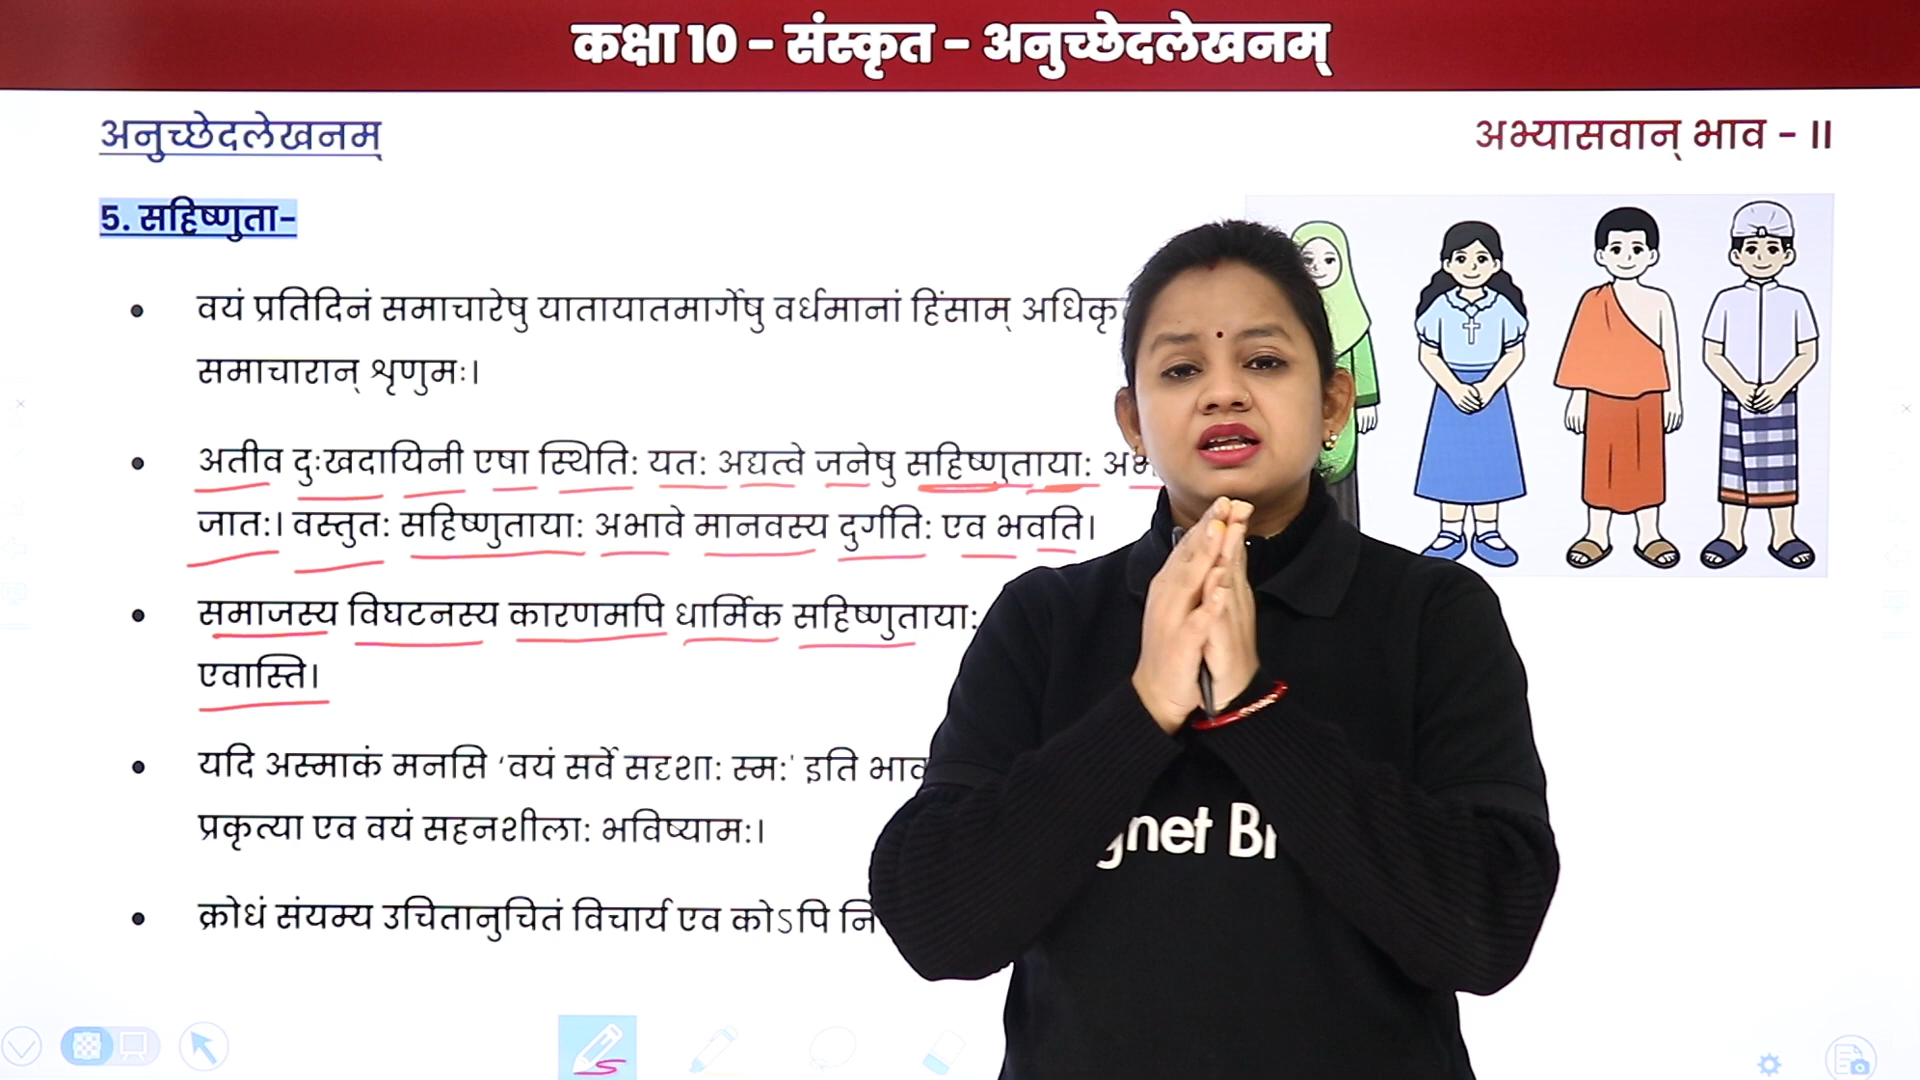 कक्षा 10 - संस्कृत - अनुच्छेदलेखनम्
अनुच्छेदलेखनम्
अभ्यासवान् भाव - II
5. सहिष्णुता-
वयं प्रतिदिनं समाचारेषु यातायातमार्गेषु वर्धमानां हिंसाम्
समाचारान् श्रृणुमः।
अतीव दुःखदायिनी एषा स्थितिः यतः अद्यत्वे जनेषु सहिष्णुतायाः
जातः। वस्तुतः सहिष्णुतायाः अभावे मानवस्य दुर्गतिः एव भवति।
समाजस्य विघटनस्य कारणमपि धार्मिक सहिष्णुतायाः
एवास्ति।
यदि अस्माकं मनसि ‘वयं सर्वे सदृशाः स्मः' इति
प्रकृत्या एव वयं सहनशीलाः भविष्यामः।
क्रोधं संयम्य उचितानुचितं विचार्य एव कोऽपि